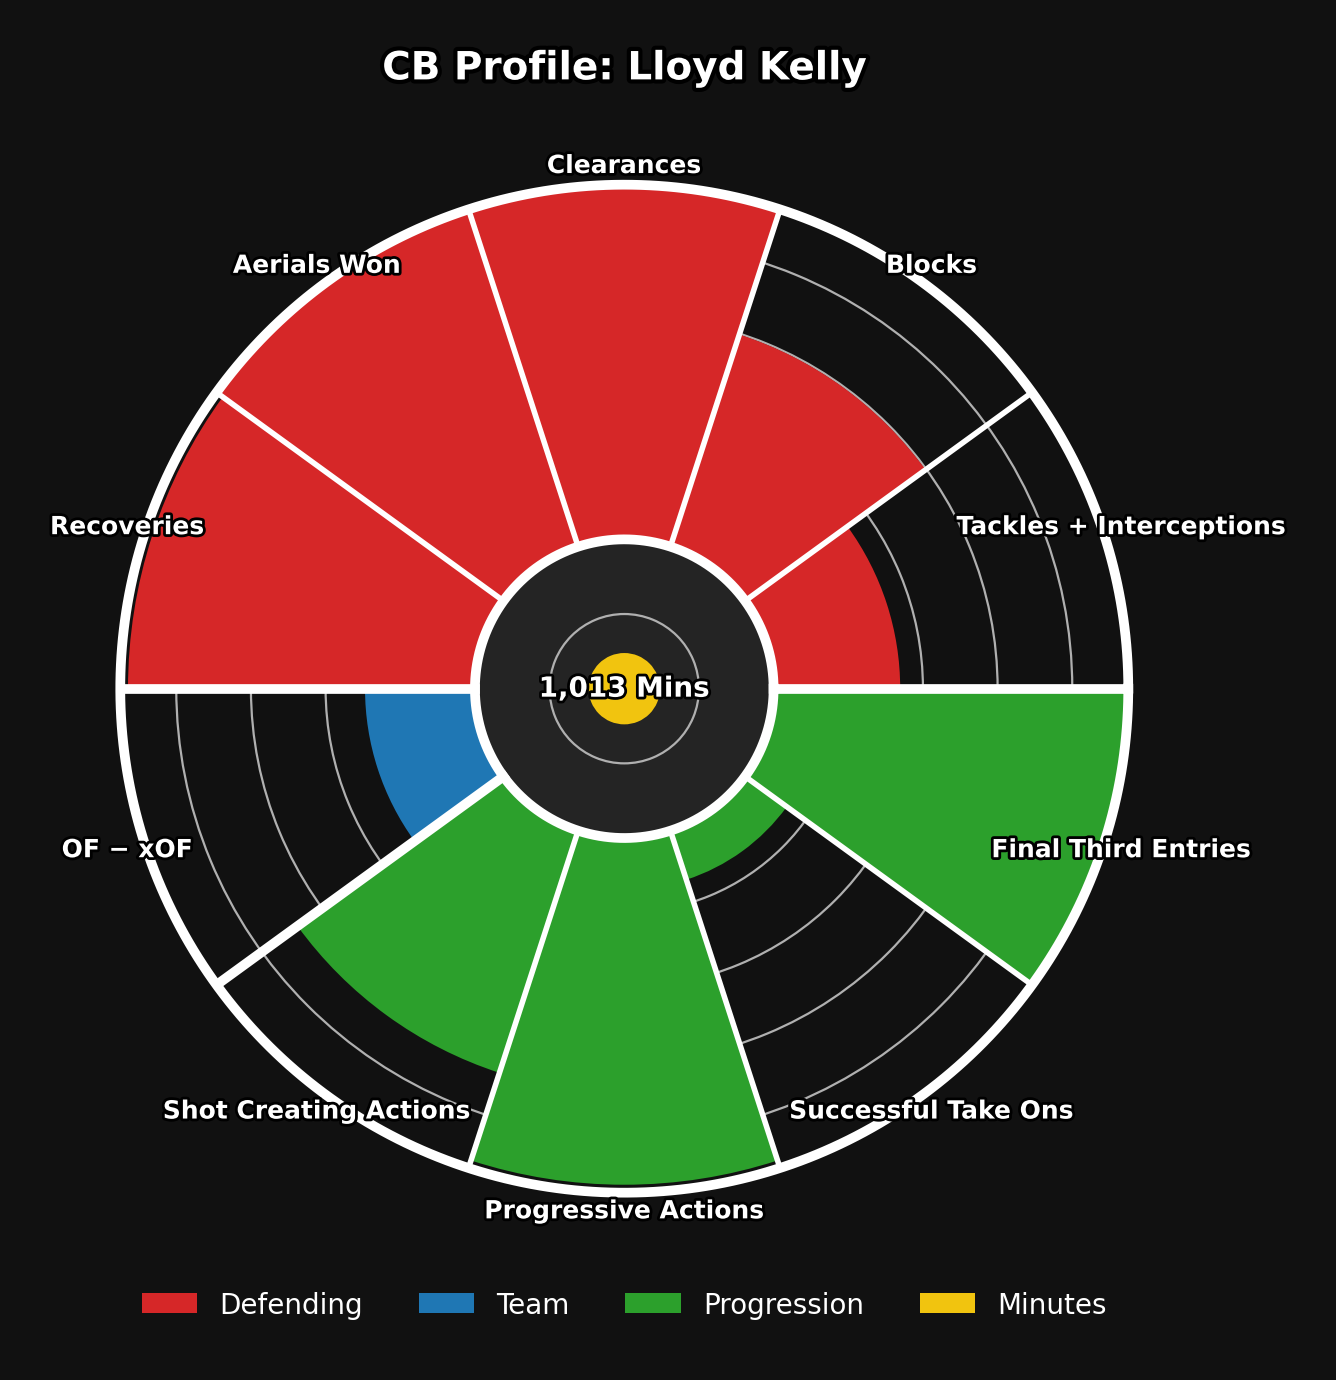 CB Profile: Lloyd Kelly
Clearances
Aerials Won
Blocks
Recoveries
Tackles + Interceptions
1,013 Mins
OF − xOF
Final Third Entries
Shot Creating Actions
Successful Take Ons
Progressive Actions
Defending
Team
Progression
Minutes